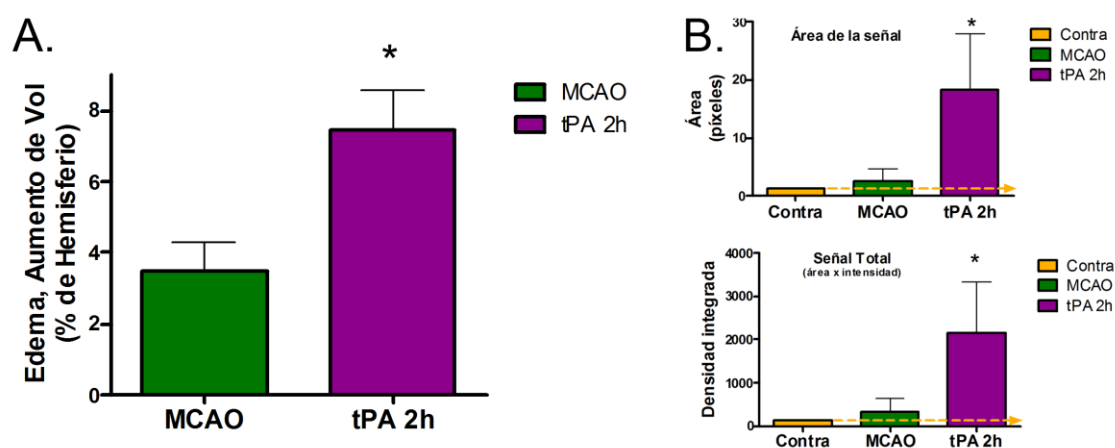 A.
Edema, Aumento de Vol
(% de Hemisferio)
8
6
4
2
0
*
MCAO
tPA 2h
MCAO
tPA 2h
B.
Área de la señal
Área
(píxeles)
30
20
10
0
*
Contra
MCAO
tPA 2h
Contra
MCAO
tPA 2h
Señal Total
(área x intensidad)
Densidad integrada
4000
3000
2000
1000
0
*
Contra
MCAO
tPA 2h
Contra
MCAO
tPA 2h